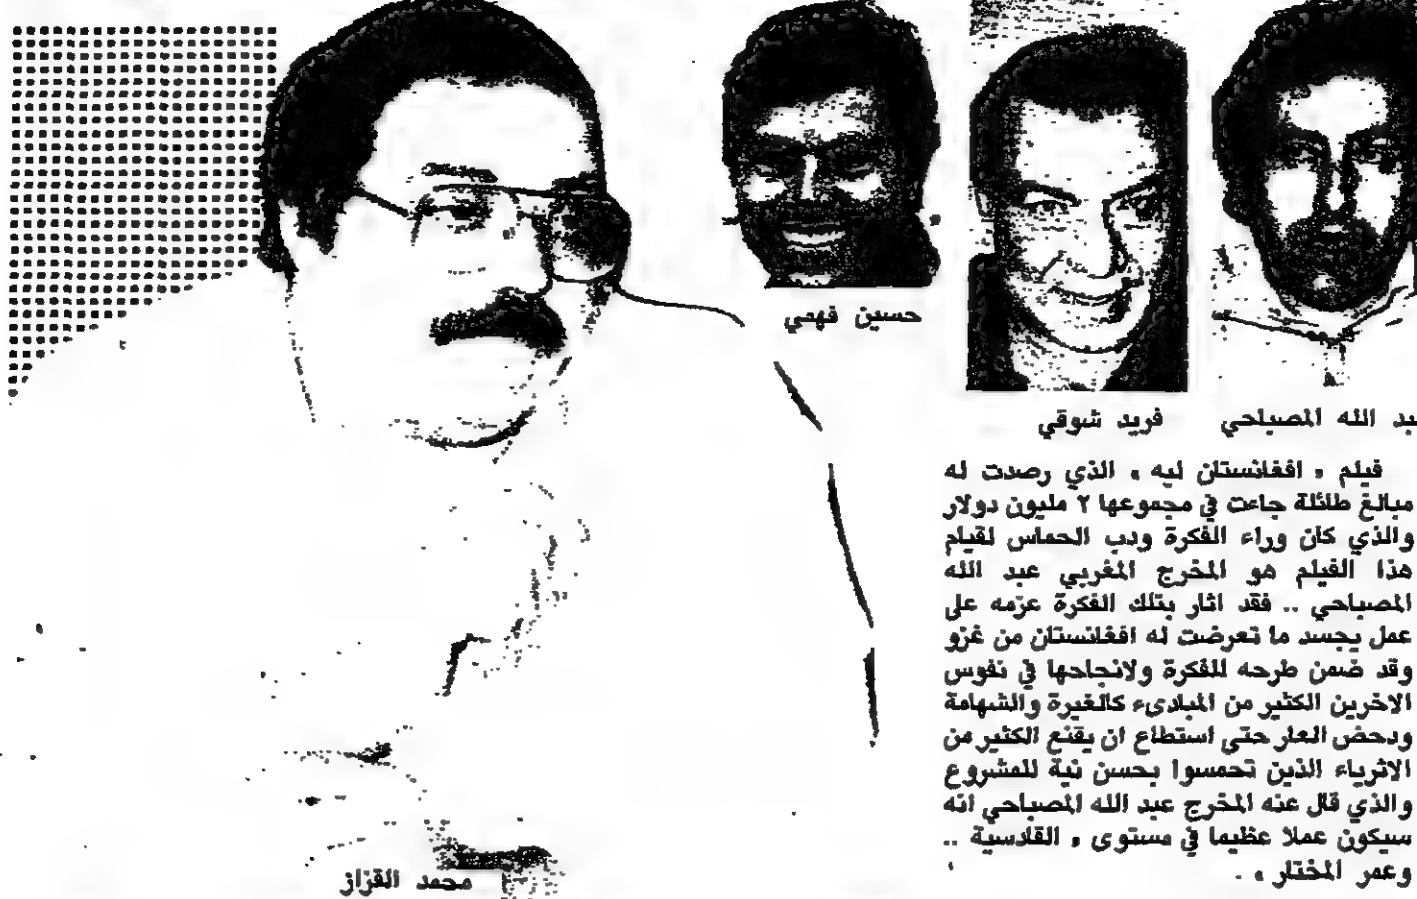 حسين فهمي
فريد شوقي
بد الله المصباحي
فيلم « افغانستان ليه » الذي رصدت له
مبالغ طائلة جاءت في مجموعها ٢ مليون دولار
والذي كان وراء الفكرة ودب الحماس لقيام
هذا الفيلم هو المخرج المغربي عبد الله
المصباحي .. فقد اثار بتلك الفكرة عزمه على
عمل يجسد ما تعرضت له افغانستان من غزو
وقد ضمن طرحه للفكرة ولانجاحها في نفوس
الاخرين الكثير من المبادىء كالغيرة والشهامة
ودحض العار حتى استطاع ان يقنع الكثير من
الاثرياء الذين تحمسوا بحسن نية للمشروع
والذي قال عنه المخرج عبد الله المصباحي انه
سيكون عملا عظيما في مستوى « القادسية ..
وعمر المختار » .
محمد القزاز